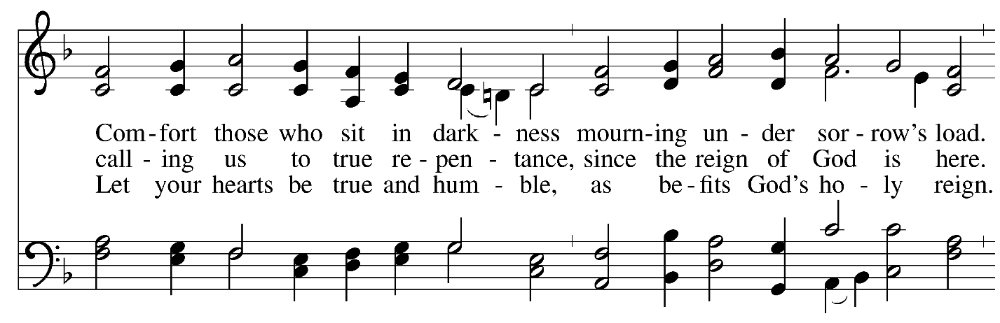 Com-fort those who sit in dark - ness mourn-ing un - der sor - row's load.
call - ing us to true re - pen - tance, since the reign of God is here.
Let your hearts be true and hum - ble, as be - fits God's ho - ly reign.